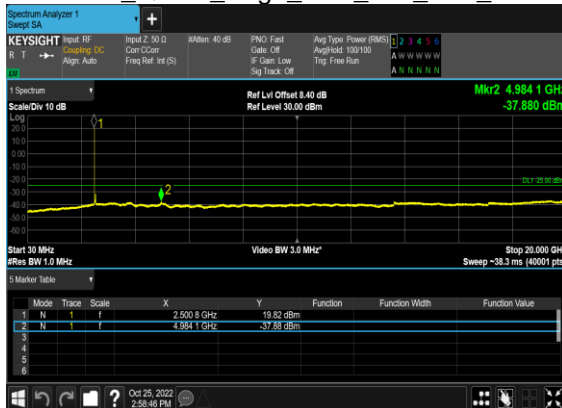 Spectrum Analyzer 1
Swept SA
+
KEYSIGHT Input: RF Input Z: 50 Ω #Atten: 40 dB PNO: Fast Avg Type: Power (RMS) 1 2 3 4 5 6
R T Coupling: DC Corr CCorr Gate: Off Avg|Hold: 100/100 A W W W W W
Align: Auto Freq Ref: Int (S) IF Gain: Low Trig: Free Run
Sig Track: Off A N N N N N
1 Spectrum Ref Lvl Offset 8.40 dB Mkr2 4.984 1 GHz
Scale/Div 10 dB Ref Level 30.00 dBm -37.880 dBm
Log
20.0
10.0
0.00
-10.0
-20.0
-30.0
-40.0
-50.0
-60.0
1
2
DL1 -25.00 dBm
Start 30 MHz Video BW 3.0 MHz* Stop 20.000 GHz
#Res BW 1.0 MHz Sweep ~38.3 ms (40001 pts)
5 Marker Table
Mode Trace Scale X Y Function Function Width Function Value
1 N 1 f 2.500 8 GHz 19.82 dBm
2 N 1 f 4.984 1 GHz -37.88 dBm
3
4
5
6
? Oct 25, 2022
2:58:46 PM